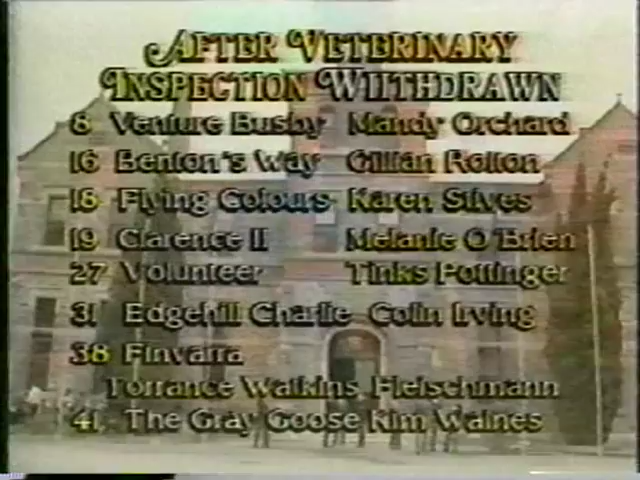 AFTER VETERINARY
INSPECTION WITHDRAWN
8 Venture Busby Mandy Orchard
16 Benton's Way Gillian Rolton
18 Flying Colours Karen Stives
19 Clarence II Melanie O'Brien
27 Volunteer Tinks Pottinger
31 Edgehill Charlie Colin Irving
38 Finvarra
Torrance Watkins Fleischmann
41 The Gray Goose Kim Walnes